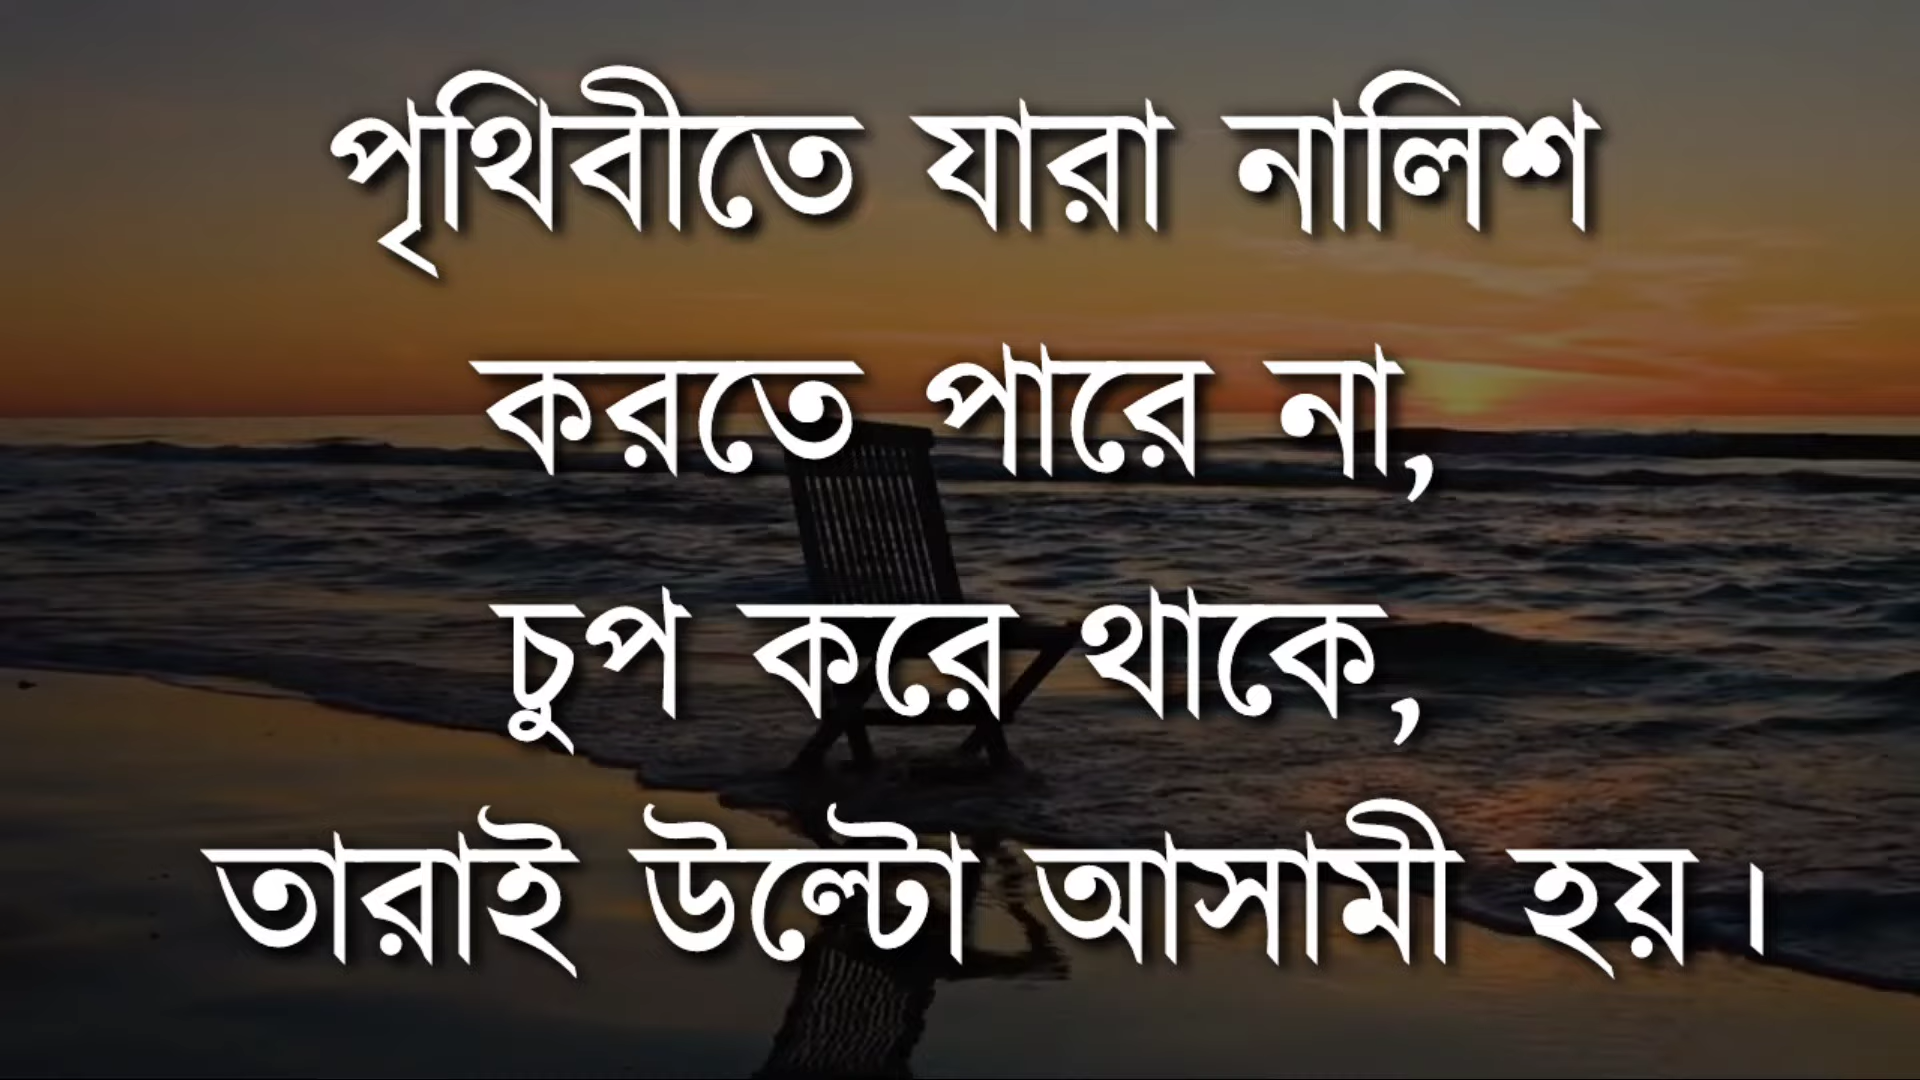 পৃথিবীতে যারা নালিশ
করতে পারে না,
চুপ করে থাকে,
তারাই উল্টো আসামী হয়।